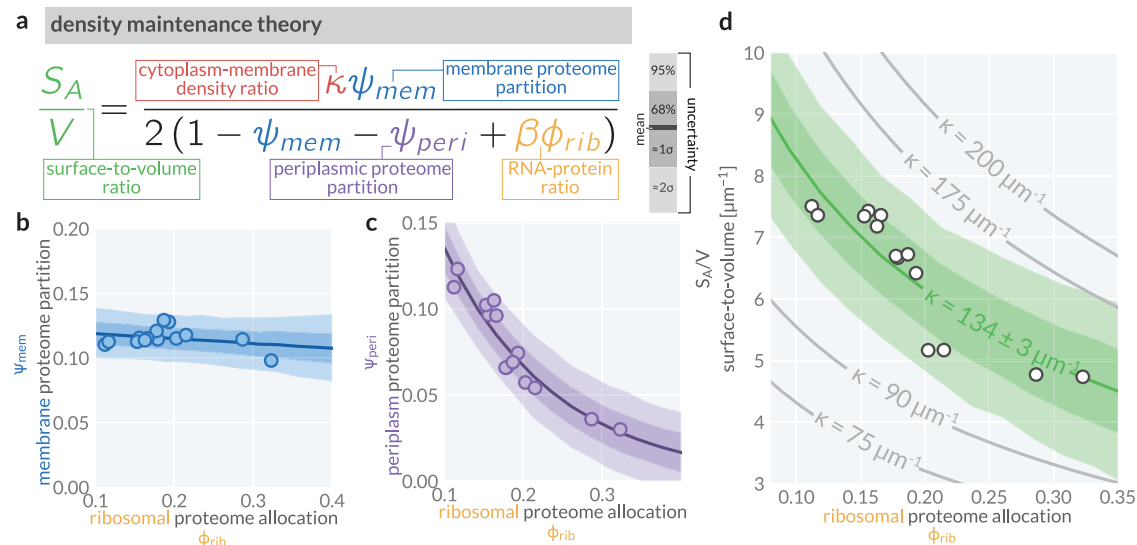 a
density maintenance theory
cytoplasm-membrane
density ratio
membrane proteome
partition
S_A / V = κψ_mem / 2 (1 - ψ_mem - ψ_peri + βϕ_rib)
surface-to-volume
ratio
periplasmic proteome
partition
RNA-protein
ratio
95%
68%
mean
≈1σ
≈2σ
uncertainty
b
0.20
0.15
0.10
0.05
0.00
0.1
0.2
0.3
0.4
ψmem
membrane proteome partition
ribosomal proteome allocation
ϕrib
c
0.15
0.10
0.05
0.00
0.1
0.2
0.3
ψperi
periplasm proteome partition
ribosomal proteome allocation
ϕrib
d
10
9
8
7
6
5
4
3
0.10
0.15
0.20
0.25
0.30
0.35
SA/V
surface-to-volume [μm⁻¹]
κ = 200 μm⁻¹
κ = 175 μm⁻¹
κ = 134 ± 3 μm⁻¹
κ = 90 μm⁻¹
κ = 75 μm⁻¹
ribosomal proteome allocation
ϕrib